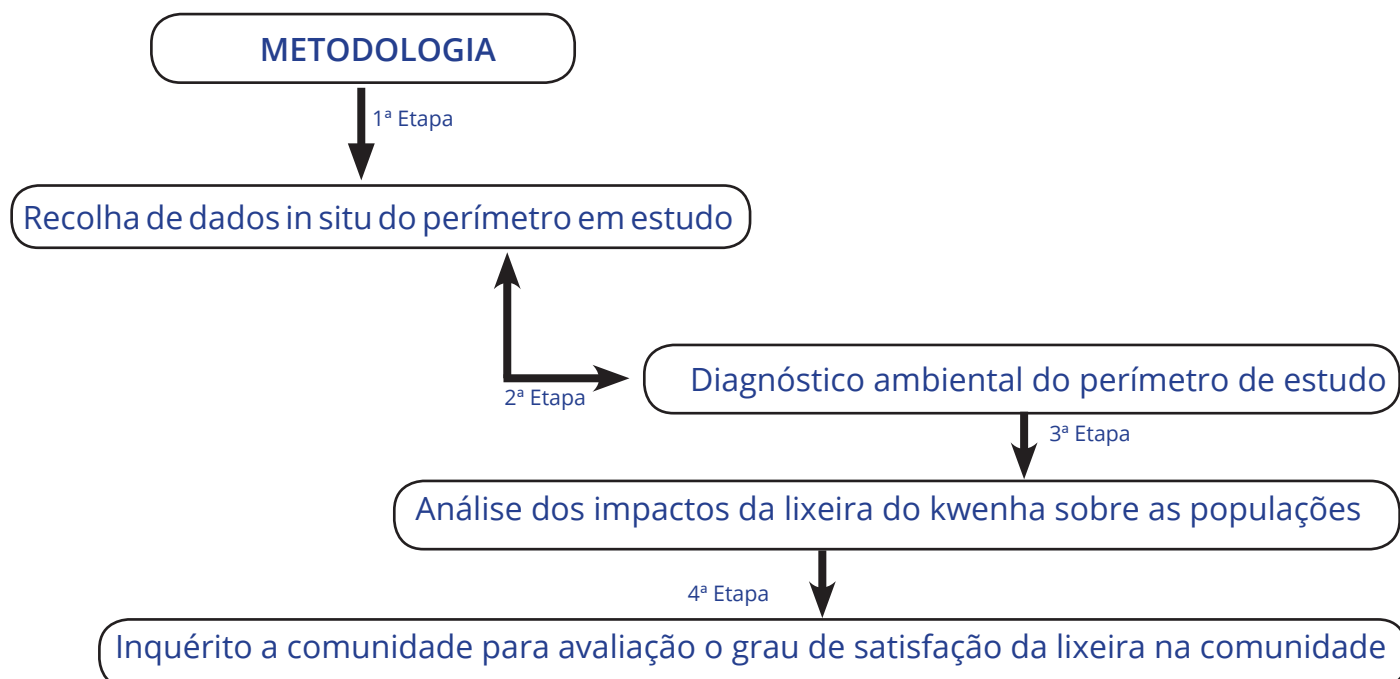 METODOLOGIA
1ª Etapa
Recolha de dados in situ do perímetro em estudo
2ª Etapa
Diagnóstico ambiental do perímetro de estudo
3ª Etapa
Análise dos impactos da lixeira do kwenha sobre as populações
4ª Etapa
Inquérito a comunidade para avaliação o grau de satisfação da lixeira na comunidade